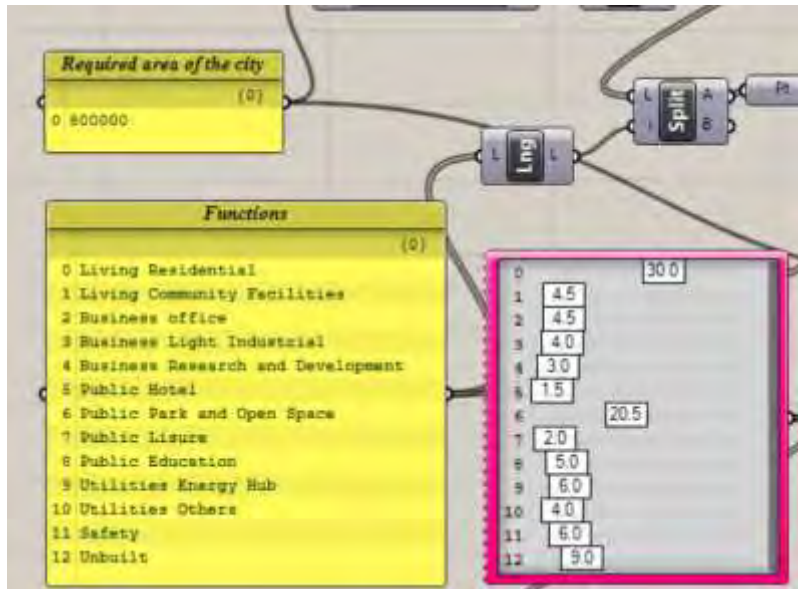 Required area of the city
{0}
0 800000
L Lng L
L A Pt
i Split B
Functions
{0}
0 Living Residential
1 Living Community Facilities
2 Business office
3 Business Light Industrial
4 Business Research and Development
5 Public Hotel
6 Public Park and Open Space
7 Public Lisure
8 Public Education
9 Utilities Energy Hub
10 Utilities Others
11 Safety
12 Unbuilt
0 30.0
1 4.5
2 4.5
3 4.0
4 3.0
5 1.5
6 20.5
7 2.0
8 5.0
9 6.0
10 4.0
11 6.0
12 9.0